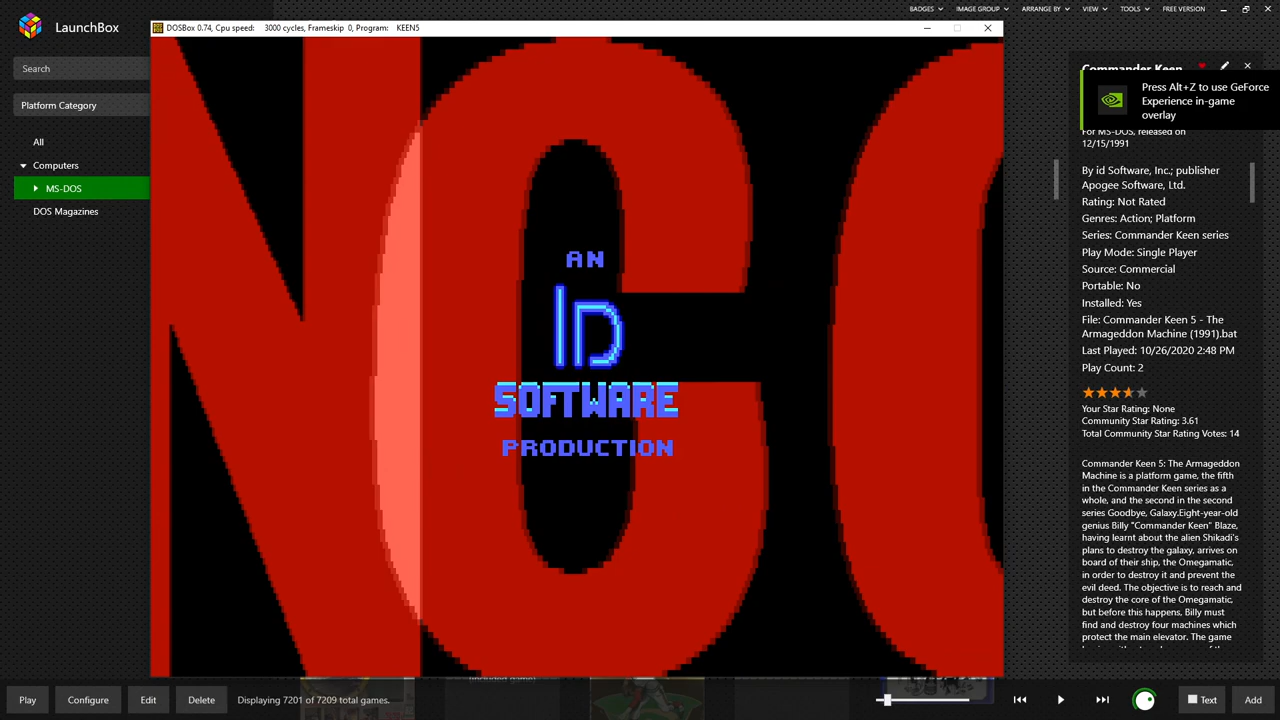 BADGES
IMAGE GROUP
ARRANGE BY
VIEW
TOOLS
FREE VERSION
LaunchBox
DOSBox 0.74, Cpu speed: 3000 cycles, Frameskip 0, Program: KEEN5
Search
Platform Category
All
Computers
MS-DOS
DOS Magazines
AN
ID
SOFTWARE
PRODUCTION
Commander Keen
Press Alt+Z to use GeForce
Experience in-game
overlay
For MS-DOS, released on
12/15/1991
By id Software, Inc.; publisher
Apogee Software, Ltd.
Rating: Not Rated
Genres: Action; Platform
Series: Commander Keen series
Play Mode: Single Player
Source: Commercial
Portable: No
Installed: Yes
File: Commander Keen 5 - The
Armageddon Machine (1991).bat
Last Played: 10/26/2020 2:48 PM
Play Count: 2
Your Star Rating: None
Community Star Rating: 3.61
Total Community Star Rating Votes: 14
Commander Keen 5: The Armageddon
Machine is a platform game, the fifth
in the Commander Keen series as a
whole, and the second in the second
series Goodbye, Galaxy.Eight-year-old
genius Billy "Commander Keen" Blaze,
having learnt about the alien Shikadi's
plans to destroy the galaxy, arrives on
board of their ship, the Omegamatic,
in order to destroy it and prevent the
evil deed. The objective is to reach and
destroy the core of the Omegamatic,
but before this happens, Billy must
find and destroy four machines which
protect the main elevator. The game
Play
Configure
Edit
Delete
Displaying 7201 of 7209 total games.
Text
Add